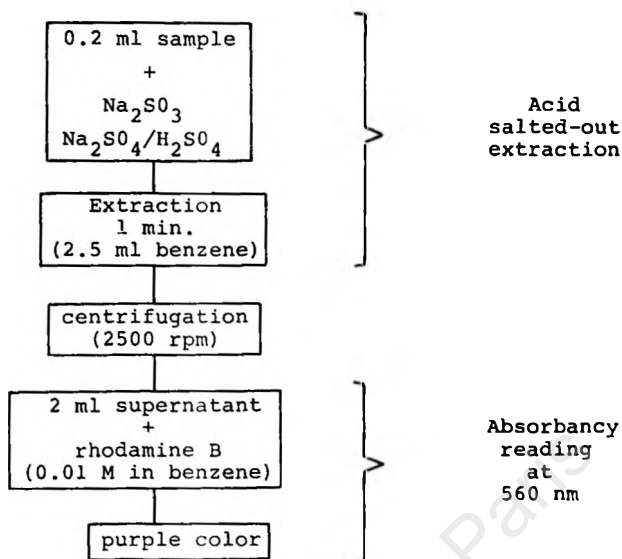 0.2 ml sample
+
Na2SO3
Na2SO4/H2SO4
Acid
salted-out
extraction
Extraction
1 min.
(2.5 ml benzene)
centrifugation
(2500 rpm)
2 ml supernatant
+
rhodamine B
(0.01 M in benzene)
Absorbancy
reading
at
560 nm
purple color
Paris